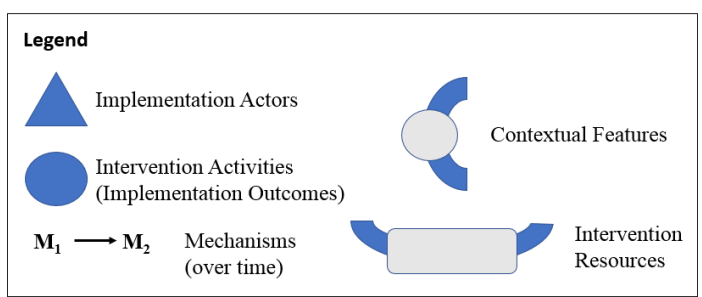 Legend
Implementation Actors
Intervention Activities
(Implementation Outcomes)
M₁ ⟶ M₂ Mechanisms
(over time)
Contextual Features
Intervention
Resources